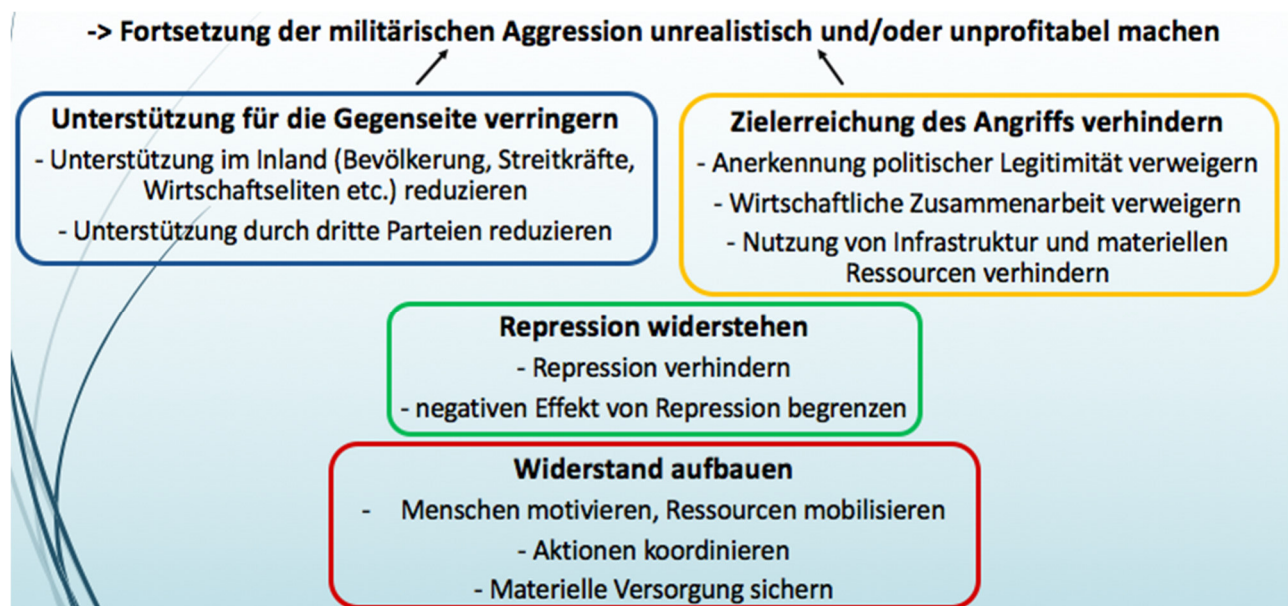 -> Fortsetzung der militärischen Aggression unrealistisch und/oder unprofitabel machen
Unterstützung für die Gegenseite verringern
- Unterstützung im Inland (Bevölkerung, Streitkräfte,
Wirtschaftseliten etc.) reduzieren
- Unterstützung durch dritte Parteien reduzieren
Zielerreichung des Angriffs verhindern
- Anerkennung politischer Legitimität verweigern
- Wirtschaftliche Zusammenarbeit verweigern
- Nutzung von Infrastruktur und materiellen
Ressourcen verhindern
Repression widerstehen
- Repression verhindern
- negativen Effekt von Repression begrenzen
Widerstand aufbauen
- Menschen motivieren, Ressourcen mobilisieren
- Aktionen koordinieren
- Materielle Versorgung sichern